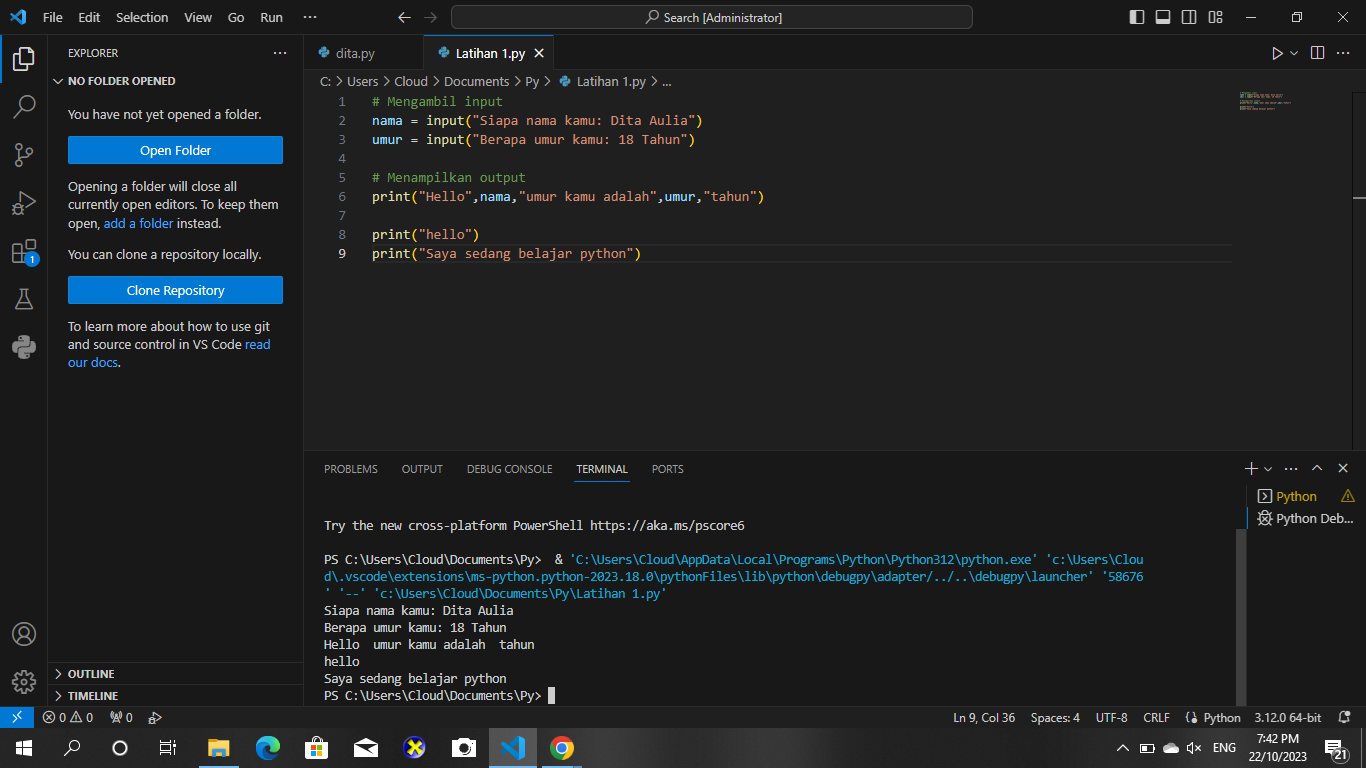 File Edit Selection View Go Run ··· Search [Administrator]
EXPLORER ···
NO FOLDER OPENED
You have not yet opened a folder.
Open Folder
Opening a folder will close all
currently open editors. To keep them
open, add a folder instead.
You can clone a repository locally.
Clone Repository
To learn more about how to use git
and source control in VS Code read
our docs.
OUTLINE
TIMELINE
1
dita.py Latihan 1.py
C: > Users > Cloud > Documents > Py > Latihan 1.py > ...
1 # Mengambil input
2 nama = input("Siapa nama kamu: Dita Aulia")
3 umur = input("Berapa umur kamu: 18 Tahun")
4
5 # Menampilkan output
6 print("Hello",nama,"umur kamu adalah",umur,"tahun")
7
8 print("hello")
9 print("Saya sedang belajar python")
PROBLEMS OUTPUT DEBUG CONSOLE TERMINAL PORTS
Try the new cross-platform PowerShell https://aka.ms/pscore6
PS C:\Users\Cloud\Documents\Py>  & 'C:\Users\Cloud\AppData\Local\Programs\Python\Python312\python.exe' 'c:\Users\Clou
d\.vscode\extensions\ms-python.python-2023.18.0\pythonFiles\lib\python\debugpy\adapter/../..\debugpy\launcher' '58676
' '--' 'c:\Users\Cloud\Documents\Py\Latihan 1.py'
Siapa nama kamu: Dita Aulia
Berapa umur kamu: 18 Tahun
Hello  umur kamu adalah  tahun
hello
Saya sedang belajar python
PS C:\Users\Cloud\Documents\Py>
Python
Python Deb...
0 0 0 Ln 9, Col 36 Spaces: 4 UTF-8 CRLF Python 3.12.0 64-bit
ENG 7:42 PM
22/10/2023
21